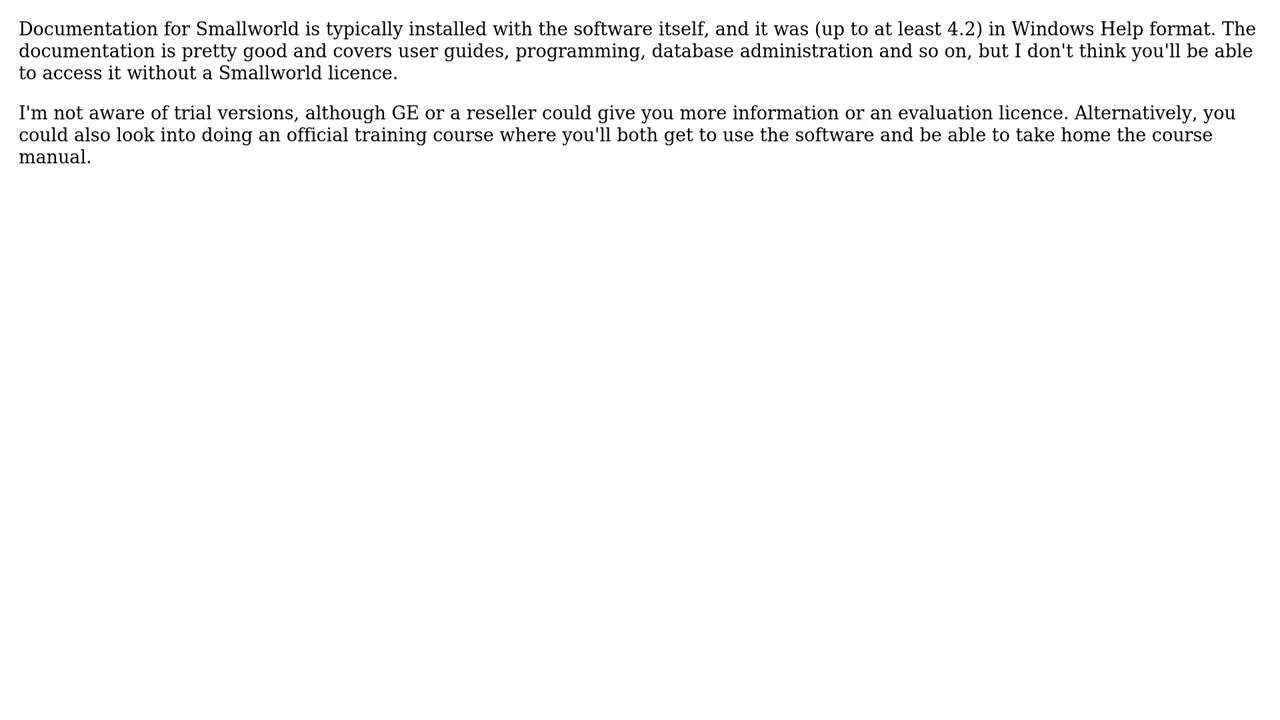 Documentation for Smallworld is typically installed with the software itself, and it was (up to at least 4.2) in Windows Help format. The
documentation is pretty good and covers user guides, programming, database administration and so on, but I don't think you'll be able
to access it without a Smallworld licence.
I'm not aware of trial versions, although GE or a reseller could give you more information or an evaluation licence. Alternatively, you
could also look into doing an official training course where you'll both get to use the software and be able to take home the course
manual.